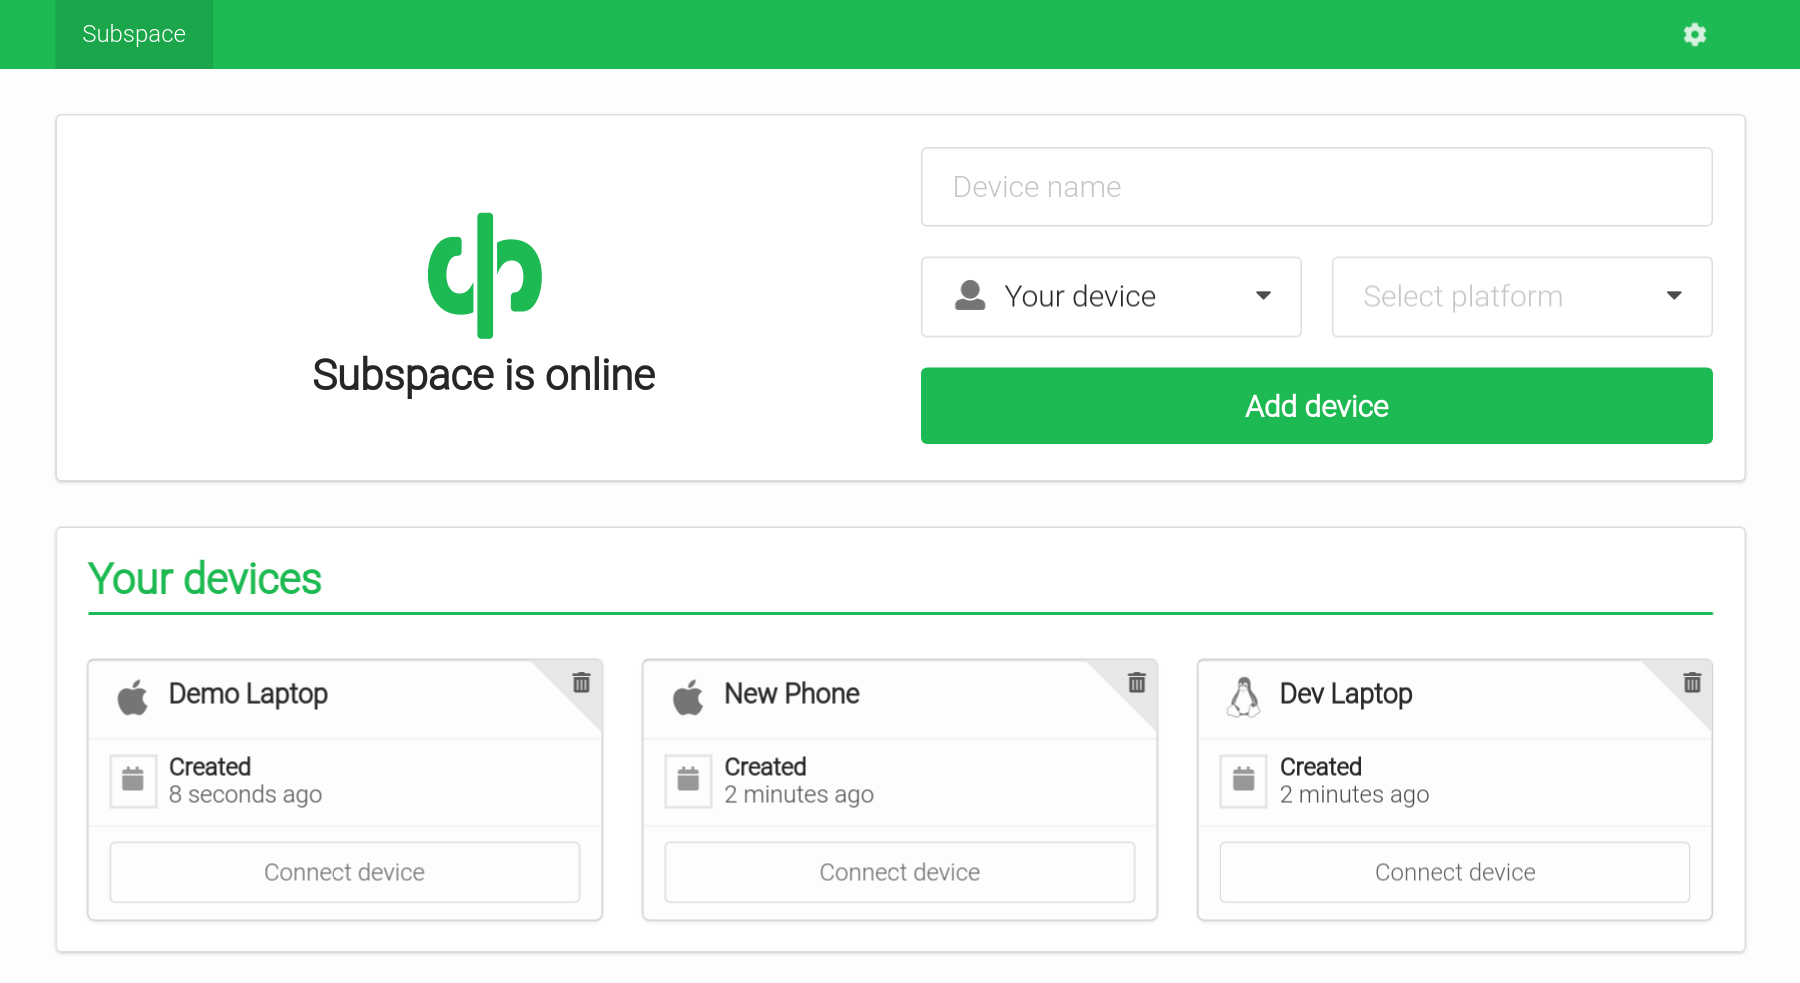 Subspace
Device name
Your device
Select platform
Subspace is online
Add device
Your devices
Demo Laptop
Created
8 seconds ago
Connect device
New Phone
Created
2 minutes ago
Connect device
Dev Laptop
Created
2 minutes ago
Connect device